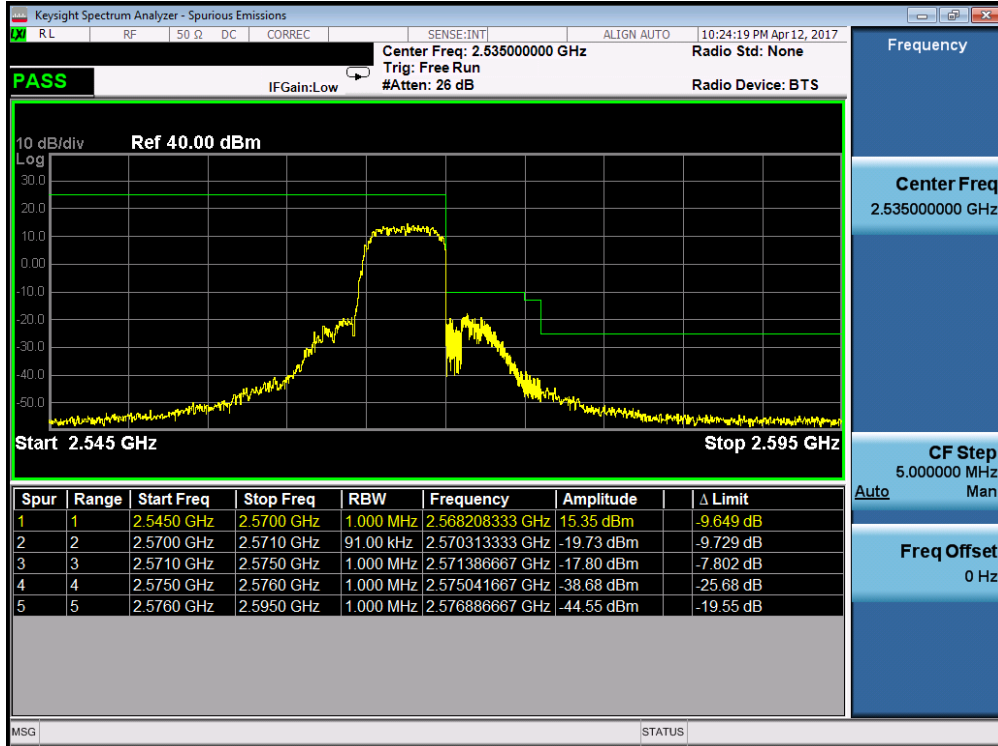 Keysight Spectrum Analyzer - Spurious Emissions
LXI RL RF 50 Ω DC CORREC SENSE:INT ALIGN AUTO 10:24:19 PM Apr 12, 2017
Center Freq: 2.535000000 GHz Radio Std: None
Trig: Free Run
PASS IFGain:Low #Atten: 26 dB Radio Device: BTS
10 dB/div Ref 40.00 dBm
Log
30.0
20.0
10.0
0.00
-10.0
-20.0
-30.0
-40.0
-50.0
Start 2.545 GHz Stop 2.595 GHz
Spur Range Start Freq Stop Freq RBW Frequency Amplitude Δ Limit
1 1 2.5450 GHz 2.5700 GHz 1.000 MHz 2.568208333 GHz 15.35 dBm -9.649 dB
2 2 2.5700 GHz 2.5710 GHz 91.00 kHz 2.570313333 GHz -19.73 dBm -9.729 dB
3 3 2.5710 GHz 2.5750 GHz 1.000 MHz 2.571386667 GHz -17.80 dBm -7.802 dB
4 4 2.5750 GHz 2.5760 GHz 1.000 MHz 2.575041667 GHz -38.68 dBm -25.68 dB
5 5 2.5760 GHz 2.5950 GHz 1.000 MHz 2.576886667 GHz -44.55 dBm -19.55 dB
MSG STATUS
Frequency
Center Freq
2.535000000 GHz
CF Step
5.000000 MHz
Auto Man
Freq Offset
0 Hz